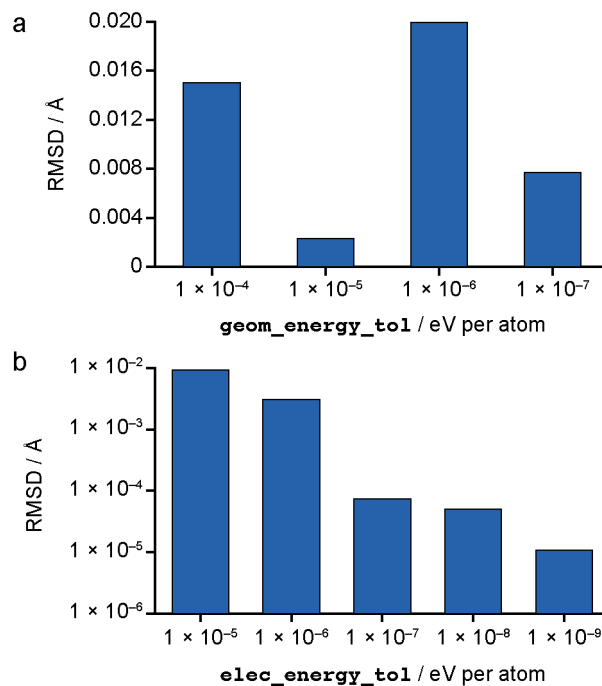 a
RMSD / Å
0.020
0.016
0.012
0.008
0.004
0
1 × 10⁻⁴ 1 × 10⁻⁵ 1 × 10⁻⁶ 1 × 10⁻⁷
geom_energy_tol / eV per atom
b
RMSD / Å
1 × 10⁻²
1 × 10⁻³
1 × 10⁻⁴
1 × 10⁻⁵
1 × 10⁻⁶
1 × 10⁻⁵ 1 × 10⁻⁶ 1 × 10⁻⁷ 1 × 10⁻⁸ 1 × 10⁻⁹
elec_energy_tol / eV per atom